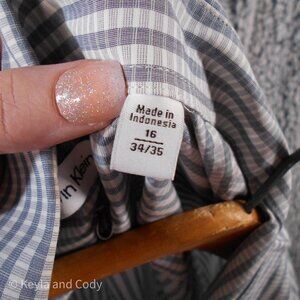 Made in
Indonesia
16
34/35
in Klein
© Keyla and Cody